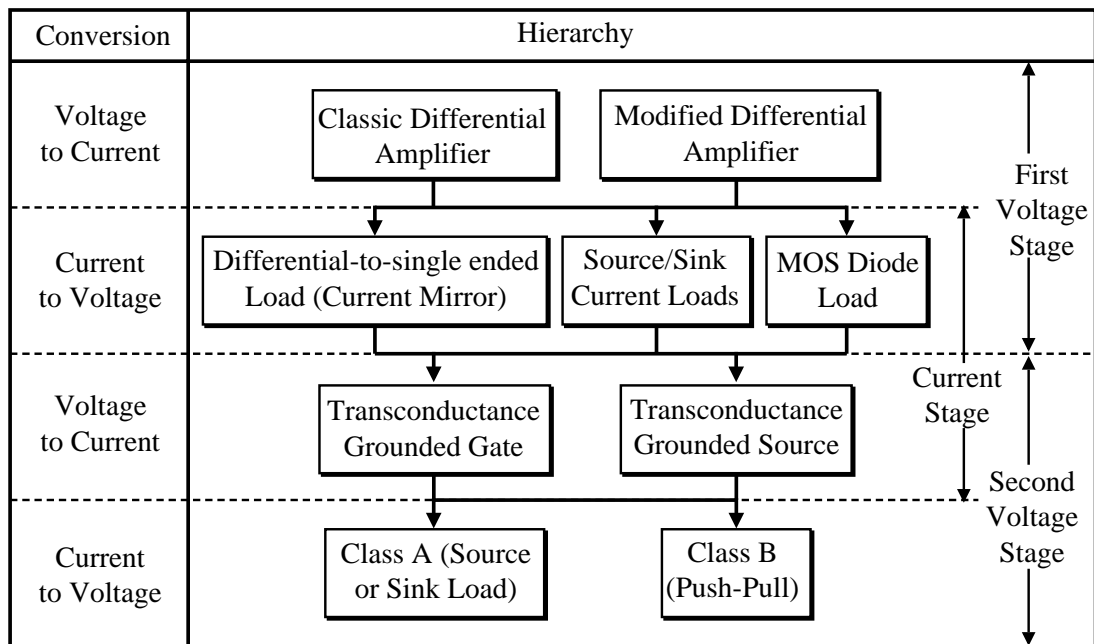 Conversion
Hierarchy
Voltage
to Current
Classic Differential
Amplifier
Modified Differential
Amplifier
First
Voltage
Stage
Current
to Voltage
Differential-to-single ended
Load (Current Mirror)
Source/Sink
Current Loads
MOS Diode
Load
Current
Stage
Voltage
to Current
Transconductance
Grounded Gate
Transconductance
Grounded Source
Second
Voltage
Stage
Current
to Voltage
Class A (Source
or Sink Load)
Class B
(Push-Pull)